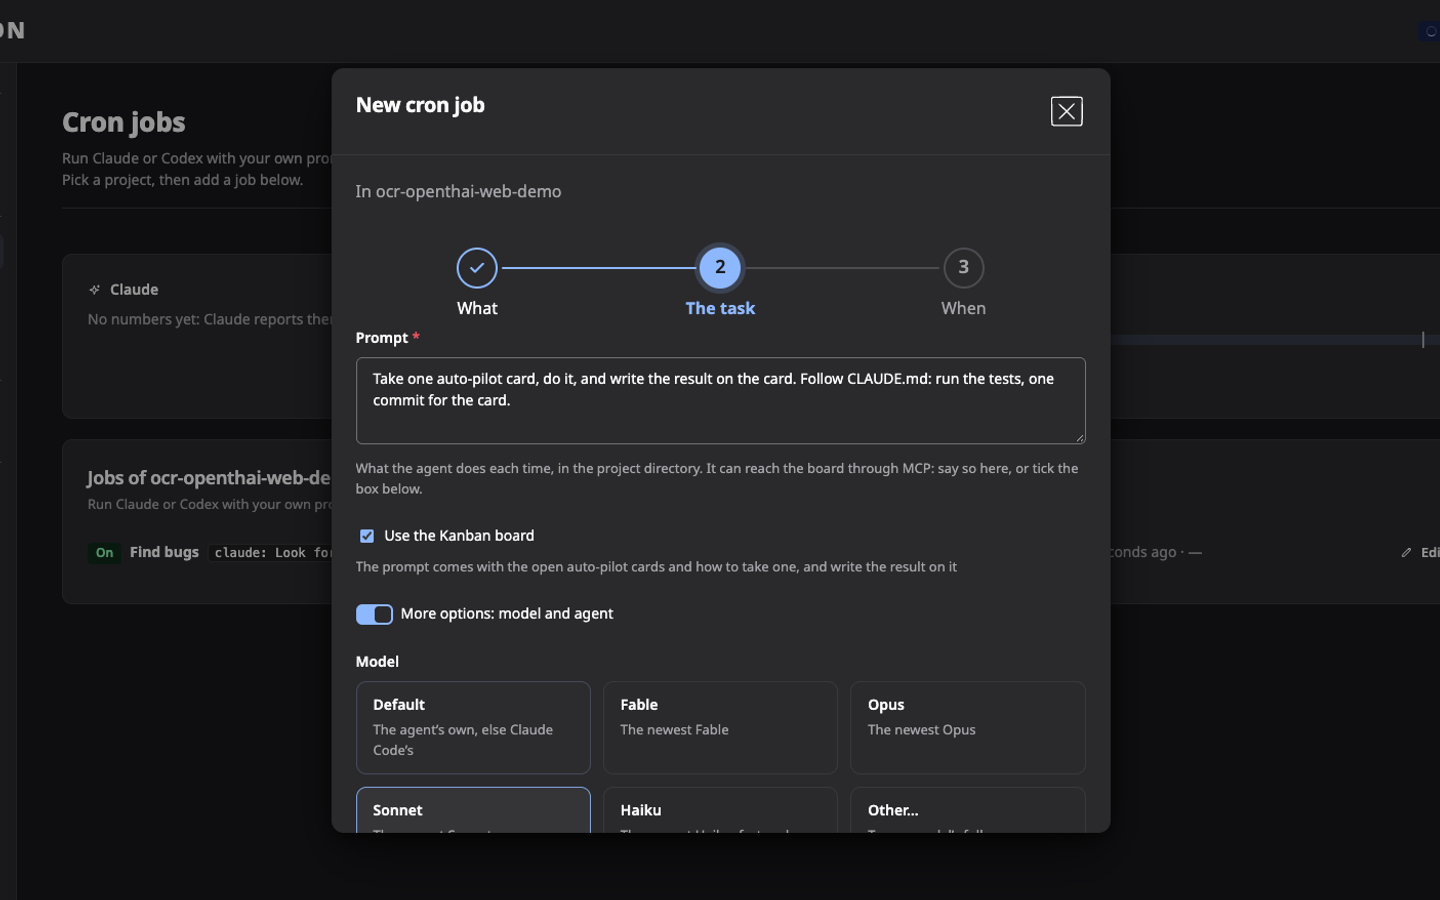 ON
Cron jobs
Run Claude or Codex with your own pro
Pick a project, then add a job below.
Claude
No numbers yet: Claude reports the
Jobs of ocr-openthai-web-de
Run Claude or Codex with your own pro
On Find bugs claude: Look for
conds ago · —
Edi
New cron job
In ocr-openthai-web-demo
2
3
What
The task
When
Prompt *
Take one auto-pilot card, do it, and write the result on the card. Follow CLAUDE.md: run the tests, one
commit for the card.
What the agent does each time, in the project directory. It can reach the board through MCP: say so here, or tick the
box below.
Use the Kanban board
The prompt comes with the open auto-pilot cards and how to take one, and write the result on it
More options: model and agent
Model
Default
The agent’s own, else Claude
Code’s
Fable
The newest Fable
Opus
The newest Opus
Sonnet
Haiku
Other...